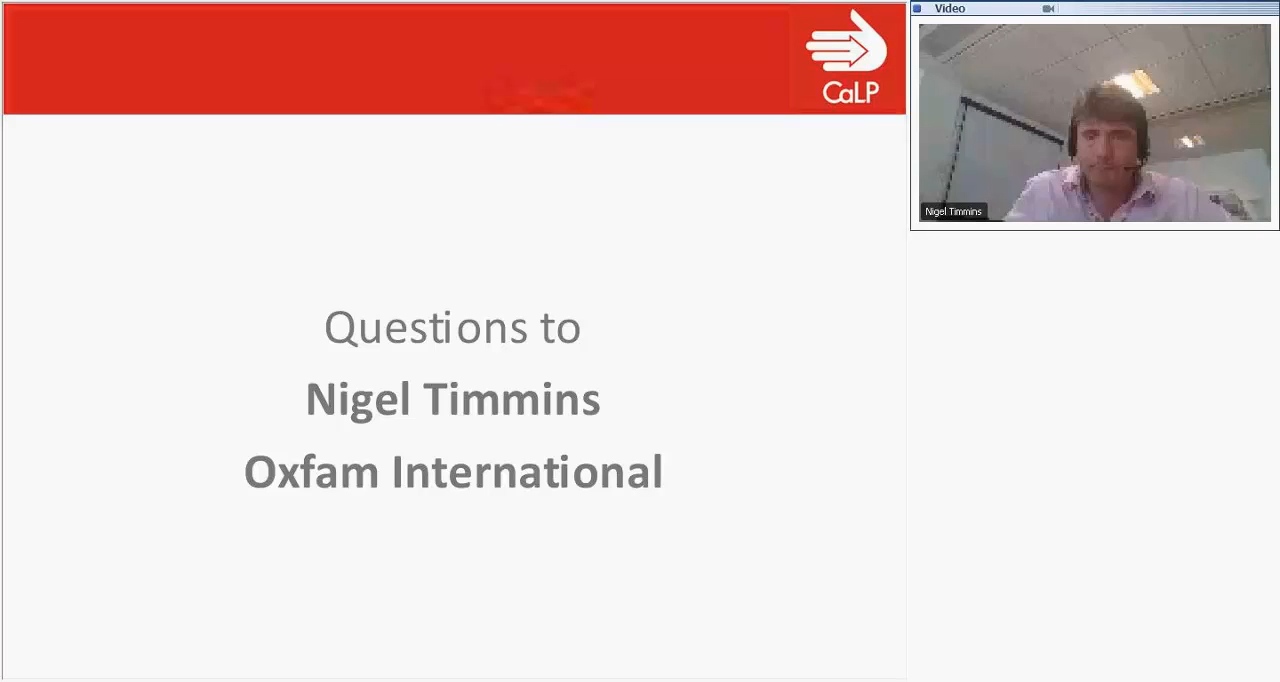 CaLP
Video
Nigel Timmins
Questions to
Nigel Timmins
Oxfam International